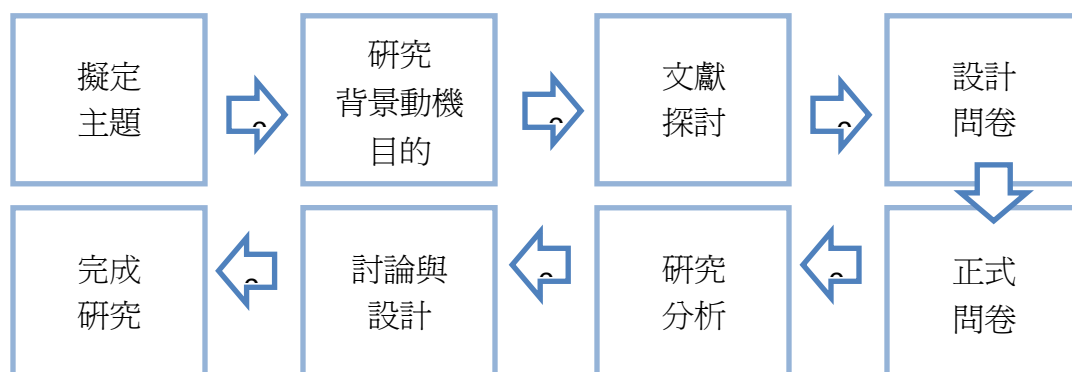 擬定
主題
研究
背景動機
目的
文獻
探討
設計
問卷
正式
問卷
研究
分析
討論與
設計
完成
研究